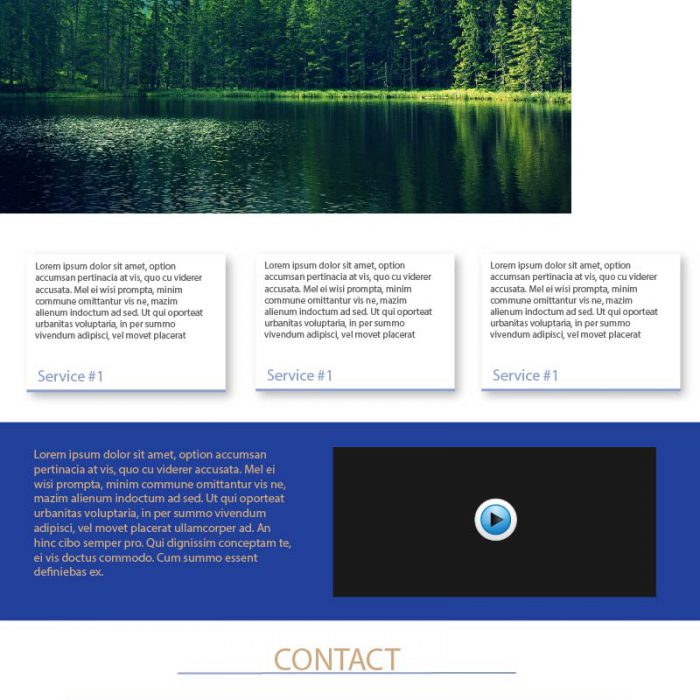 Lorem ipsum dolor sit amet, option
accumsan pertinacia at vis, quo cu viderer
accusata. Mel ei wisi prompta, minim
commune omittantur vis ne, mazim
alienum indoctum ad sed. Ut qui oporteat
urbanitas voluptaria, in per summo
vivendum adipisci, vel movet placerat
Service #1
Lorem ipsum dolor sit amet, option
accumsan pertinacia at vis, quo cu viderer
accusata. Mel ei wisi prompta, minim
commune omittantur vis ne, mazim
alienum indoctum ad sed. Ut qui oporteat
urbanitas voluptaria, in per summo
vivendum adipisci, vel movet placerat
Service #1
Lorem ipsum dolor sit amet, option
accumsan pertinacia at vis, quo cu viderer
accusata. Mel ei wisi prompta, minim
commune omittantur vis ne, mazim
alienum indoctum ad sed. Ut qui oporteat
urbanitas voluptaria, in per summo
vivendum adipisci, vel movet placerat
Service #1
Lorem ipsum dolor sit amet, option accumsan
pertinacia at vis, quo cu viderer accusata. Mel ei
wisi prompta, minim commune omittantur vis ne,
mazim alienum indoctum ad sed. Ut qui oporteat
urbanitas voluptaria, in per summo vivendum
adipisci, vel movet placerat ullamcorper ad. An
hinc cibo semper pro. Qui dignissim conceptam te,
ei vis doctus commodo. Cum summo essent
definiebas ex.
CONTACT